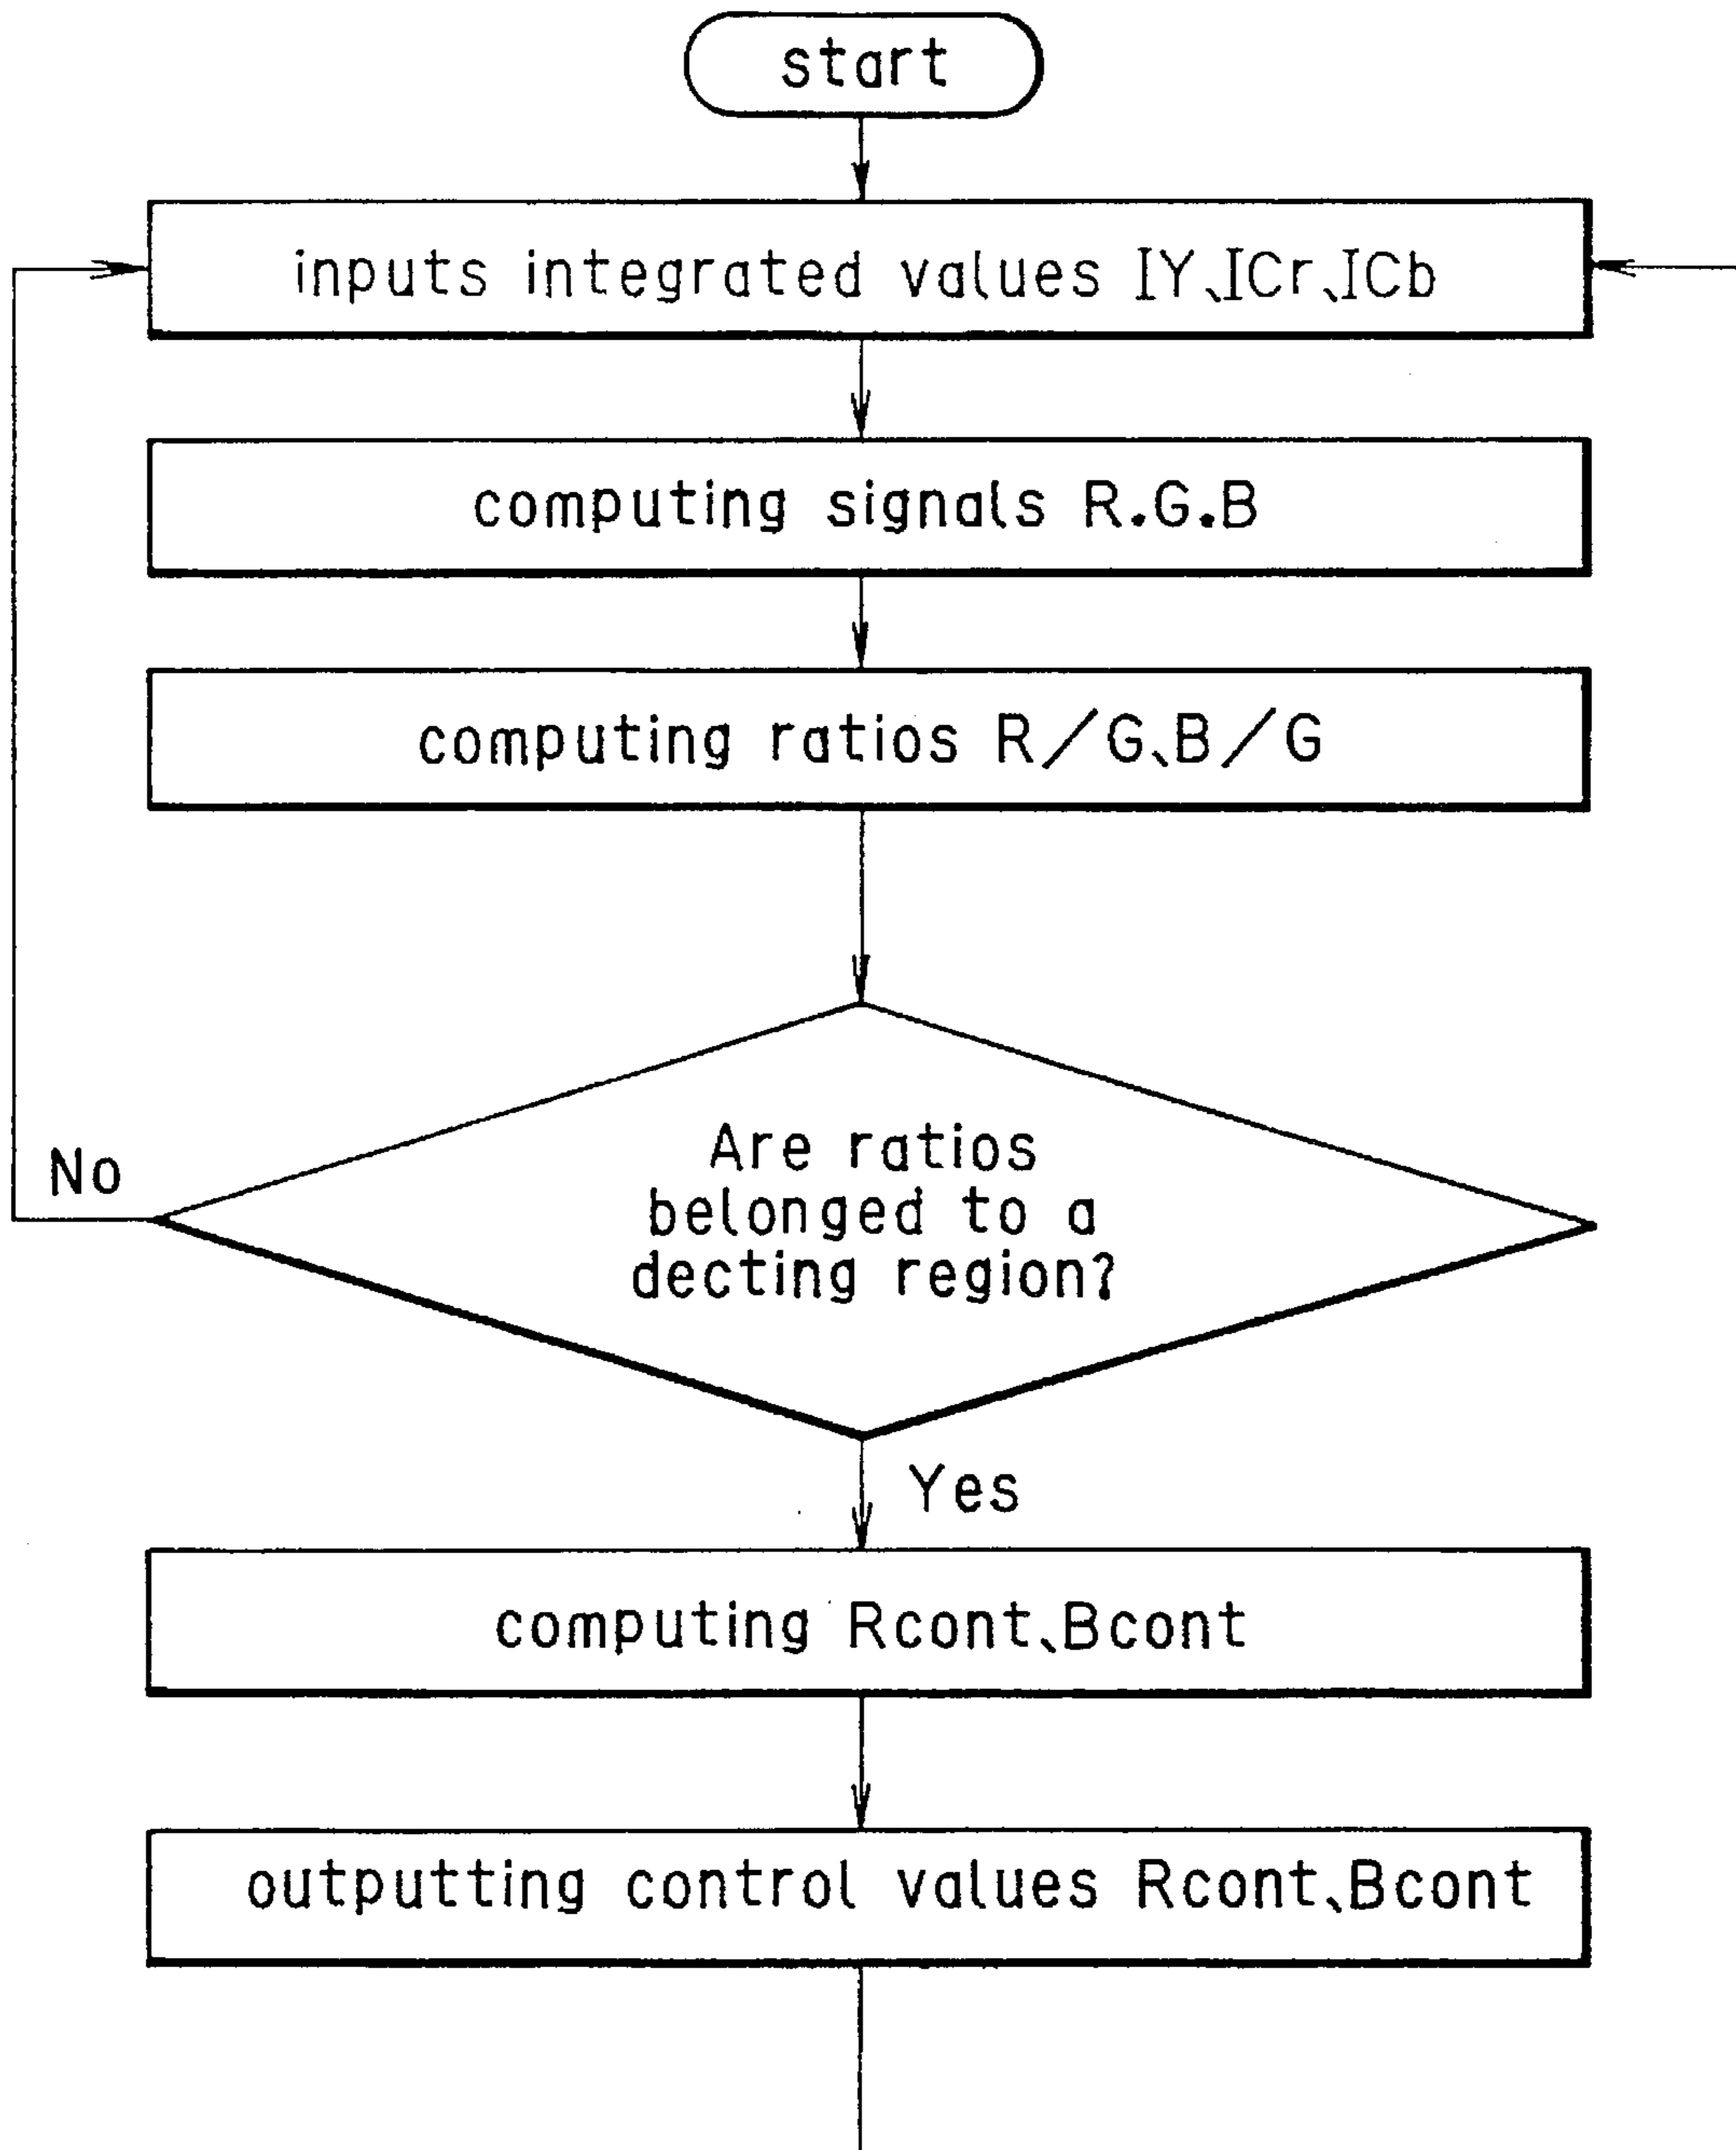 start
inputs integrated values IY、ICr、ICb
computing signals R.G.B
computing ratios R／G、B／G
Are ratios
belonged to a
decting region?
No
Yes
computing Rcont、Bcont
outputting control values Rcont、Bcont